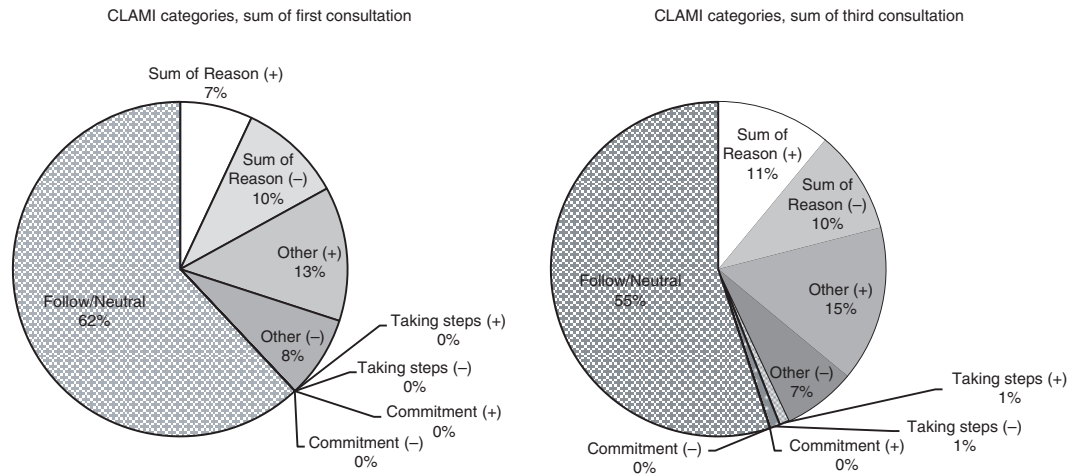 CLAMI categories, sum of first consultation
Sum of Reason (+)
7%
Sum of
Reason (–)
10%
Other (+)
13%
Other (–)
8%
Taking steps (+)
0%
Taking steps (–)
0%
Commitment (+)
0%
Commitment (–)
0%
Follow/Neutral
62%
CLAMI categories, sum of third consultation
Sum of
Reason (+)
11%
Sum of
Reason (–)
10%
Other (+)
15%
Other (–)
7%
Taking steps (+)
1%
Taking steps (–)
1%
Commitment (+)
0%
Commitment (–)
0%
Follow/Neutral
55%